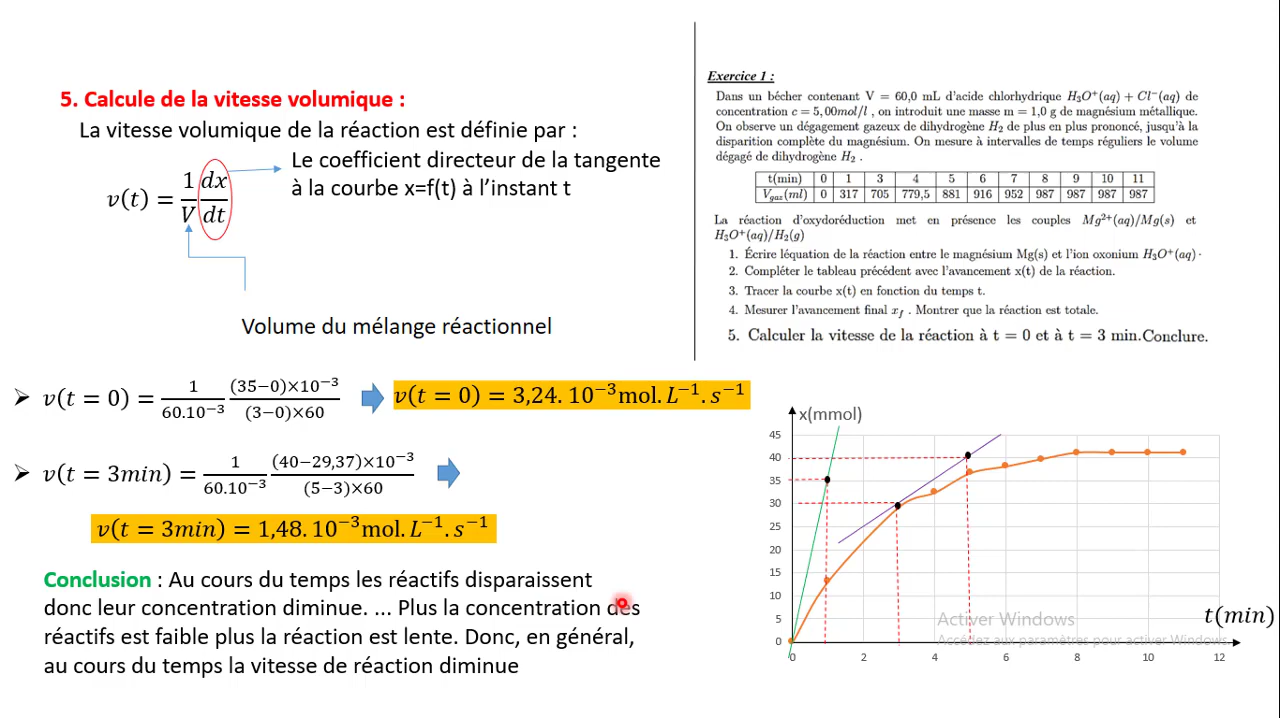 5. Calcule de la vitesse volumique :
La vitesse volumique de la réaction est définie par :
v(t) = 1/V dx/dt
Le coefficient directeur de la tangente
à la courbe x=f(t) à l'instant t
Volume du mélange réactionnel
➢ v(t = 0) = 1/60.10⁻³ (35−0)×10⁻³/(3−0)×60
v(t = 0) = 3,24. 10⁻³mol. L⁻¹. s⁻¹
➢ v(t = 3min) = 1/60.10⁻³ (40−29,37)×10⁻³/(5−3)×60
v(t = 3min) = 1,48. 10⁻³mol. L⁻¹. s⁻¹
Conclusion : Au cours du temps les réactifs disparaissent
donc leur concentration diminue. ... Plus la concentration des
réactifs est faible plus la réaction est lente. Donc, en général,
au cours du temps la vitesse de réaction diminue
Exercice 1 :
Dans un bécher contenant V = 60,0 mL d'acide chlorhydrique H₃O⁺(aq) + Cl⁻(aq) de
concentration c = 5,00mol/l , on introduit une masse m = 1,0 g de magnésium métallique.
On observe un dégagement gazeux de dihydrogène H₂ de plus en plus prononcé, jusqu'à la
disparition complète du magnésium. On mesure à intervalles de temps réguliers le volume
dégagé de dihydrogène H₂ .
t(min) 0 1 3 4 5 6 7 8 9 10 11
V_gaz(ml) 0 317 705 779,5 881 916 952 987 987 987 987
La réaction d'oxydoréduction met en présence les couples Mg²⁺(aq)/Mg(s) et
H₃O⁺(aq)/H₂(g)
1. Écrire léquation de la réaction entre le magnésium Mg(s) et l'ion oxonium H₃O⁺(aq)·
2. Compléter le tableau précédent avec l'avancement x(t) de la réaction.
3. Tracer la courbe x(t) en fonction du temps t.
4. Mesurer l'avancement final x_f . Montrer que la réaction est totale.
5. Calculer la vitesse de la réaction à t = 0 et à t = 3 min.Conclure.
x(mmol)
45
40
35
30
25
20
15
10
5
0
0 2 4 6 8 10 12
t(min)
Activer Windows
Accédez aux paramètres pour activer Windows